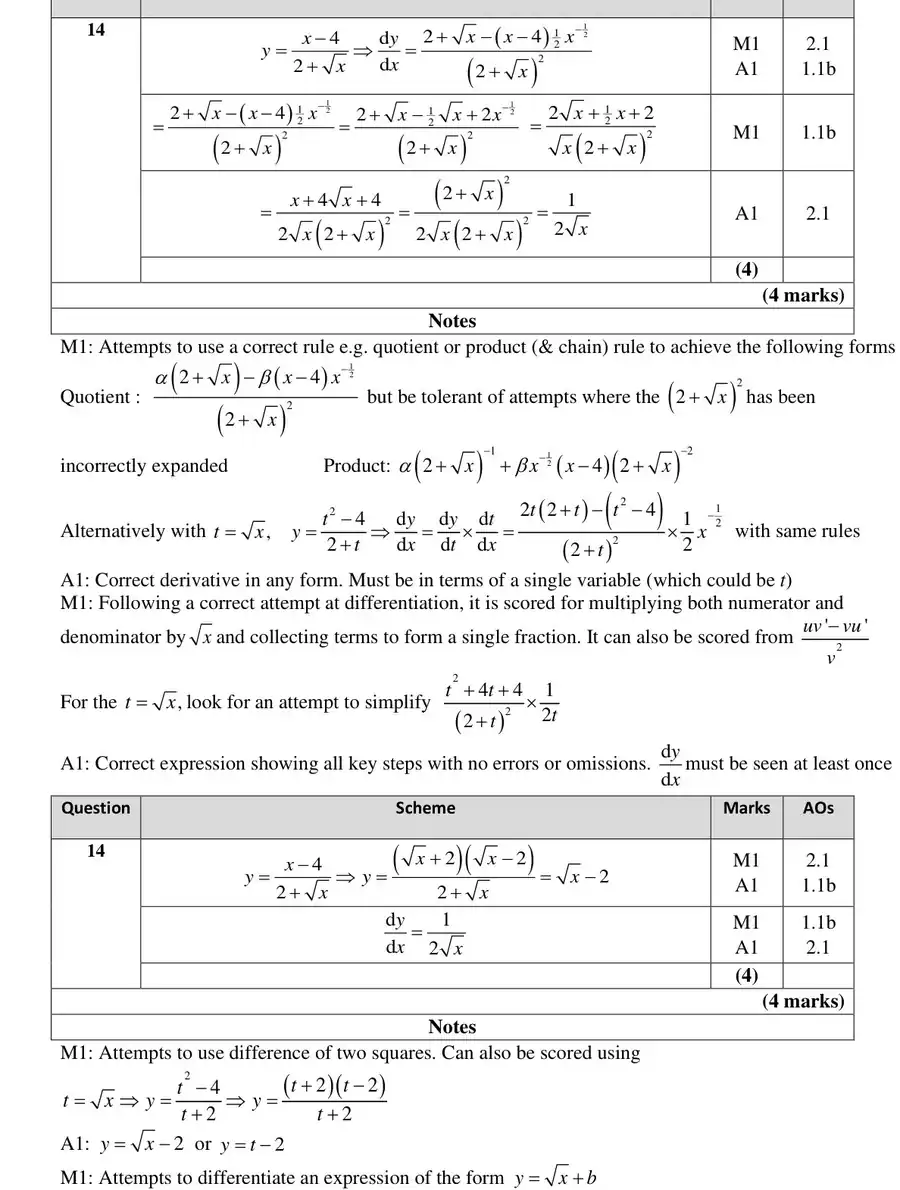 14
y = (x − 4)/(2 + √x) ⇒ dy/dx = (2 + √x − (x − 4)½x^(−½))/(2 + √x)² M1 2.1
A1 1.1b
= (2 + √x − (x − 4)½x^(−½))/(2 + √x)² = (2 + √x − ½√x + 2x^(−½))/(2 + √x)² = (2√x + ½x + 2)/(√x(2 + √x)²) M1 1.1b
= (x + 4√x + 4)/(2√x(2 + √x)²) = (2 + √x)²/(2√x(2 + √x)²) = 1/(2√x) A1 2.1
(4)
(4 marks)
Notes
M1: Attempts to use a correct rule e.g. quotient or product (& chain) rule to achieve the following forms
Quotient : (α(2 + √x) − β(x − 4)x^(−½))/(2 + √x)² but be tolerant of attempts where the (2 + √x)² has been
incorrectly expanded Product: α(2 + √x)^(−1) + βx^(−½)(x − 4)(2 + √x)^(−2)
Alternatively with t = √x, y = (t² − 4)/(2 + t) ⇒ dy/dx = dy/dt × dt/dx = (2t(2 + t) − (t² − 4))/(2 + t)² × ½x^(−½) with same rules
A1: Correct derivative in any form. Must be in terms of a single variable (which could be t)
M1: Following a correct attempt at differentiation, it is scored for multiplying both numerator and
denominator by √x and collecting terms to form a single fraction. It can also be scored from (uv'− vu')/v²
For the t = √x, look for an attempt to simplify (t² + 4t + 4)/(2 + t)² × 1/(2t)
A1: Correct expression showing all key steps with no errors or omissions. dy/dx must be seen at least once
Question Scheme Marks AOs
14
y = (x − 4)/(2 + √x) ⇒ y = ((√x + 2)(√x − 2))/(2 + √x) = √x − 2 M1 2.1
A1 1.1b
dy/dx = 1/(2√x) M1 1.1b
A1 2.1
(4)
(4 marks)
Notes
M1: Attempts to use difference of two squares. Can also be scored using
t = √x ⇒ y = (t² − 4)/(t + 2) ⇒ y = ((t + 2)(t − 2))/(t + 2)
A1: y = √x − 2 or y = t − 2
M1: Attempts to differentiate an expression of the form y = √x + b